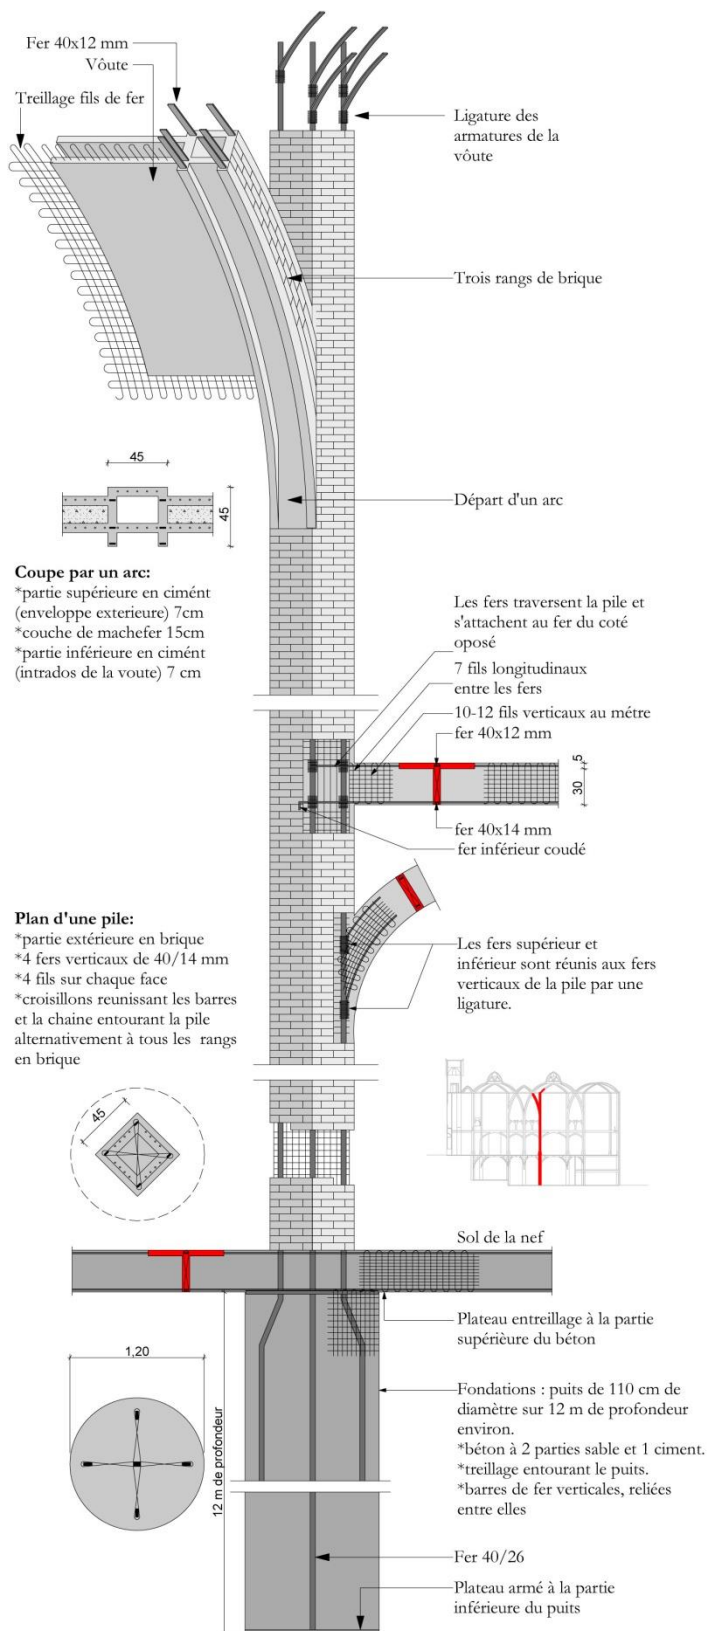 Fer 40x12 mm
Vôute
Treillage fils de fer
Ligature des
armatures de la
vôute
Trois rangs de brique
45
45
Départ d'un arc
Coupe par un arc:
*partie supérieure en cimént
(enveloppe exterieure) 7cm
*couche de machefer 15cm
*partie inférieure en cimént
(intrados de la voute) 7 cm
Les fers traversent la pile et
s'attachent au fer du coté
oposé
7 fils longitudinaux
entre les fers
10-12 fils verticaux au métre
fer 40x12 mm
5
30
fer 40x14 mm
fer inférieur coudé
Plan d'une pile:
*partie extérieure en brique
*4 fers verticaux de 40/14 mm
*4 fils sur chaque face
*croisillons reunissant les barres
et la chaine entourant la pile
alternativement à tous les rangs
en brique
Les fers supérieur et
inférieur sont réunis aux fers
verticaux de la pile par une
ligature.
45
Sol de la nef
Plateau entreillage à la partie
supérièure du béton
1,20
12 m de profondeur
Fondations : puits de 110 cm de
diamètre sur 12 m de profondeur
environ.
*béton à 2 parties sable et 1 ciment.
*treillage entourant le puits.
*barres de fer verticales, reliées
entre elles
Fer 40/26
Plateau armé à la partie
inférieure du puits